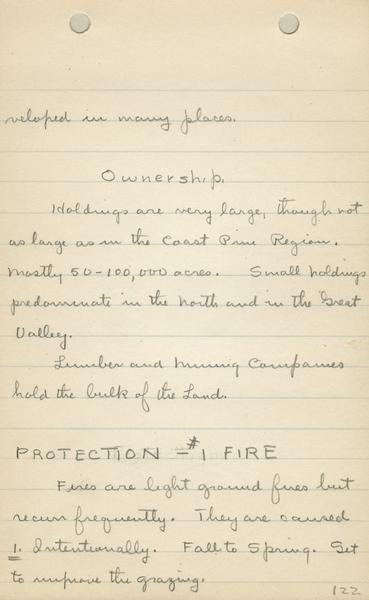 veloped in many places.
Ownership.
Holdings are very large, though not
as large as in the Coast Pine Region.
Mostly 50-100,000 acres. Small holdings
predominate in the North and in the Great
Valley.
Lumber and Mining Companies
hold the bulk of the Land.
PROTECTION - #1 FIRE
Fires are light ground fires but
recurr frequently. They are caused
1. Intentionally. Fall to Spring. Set
to improve the grazing.
122